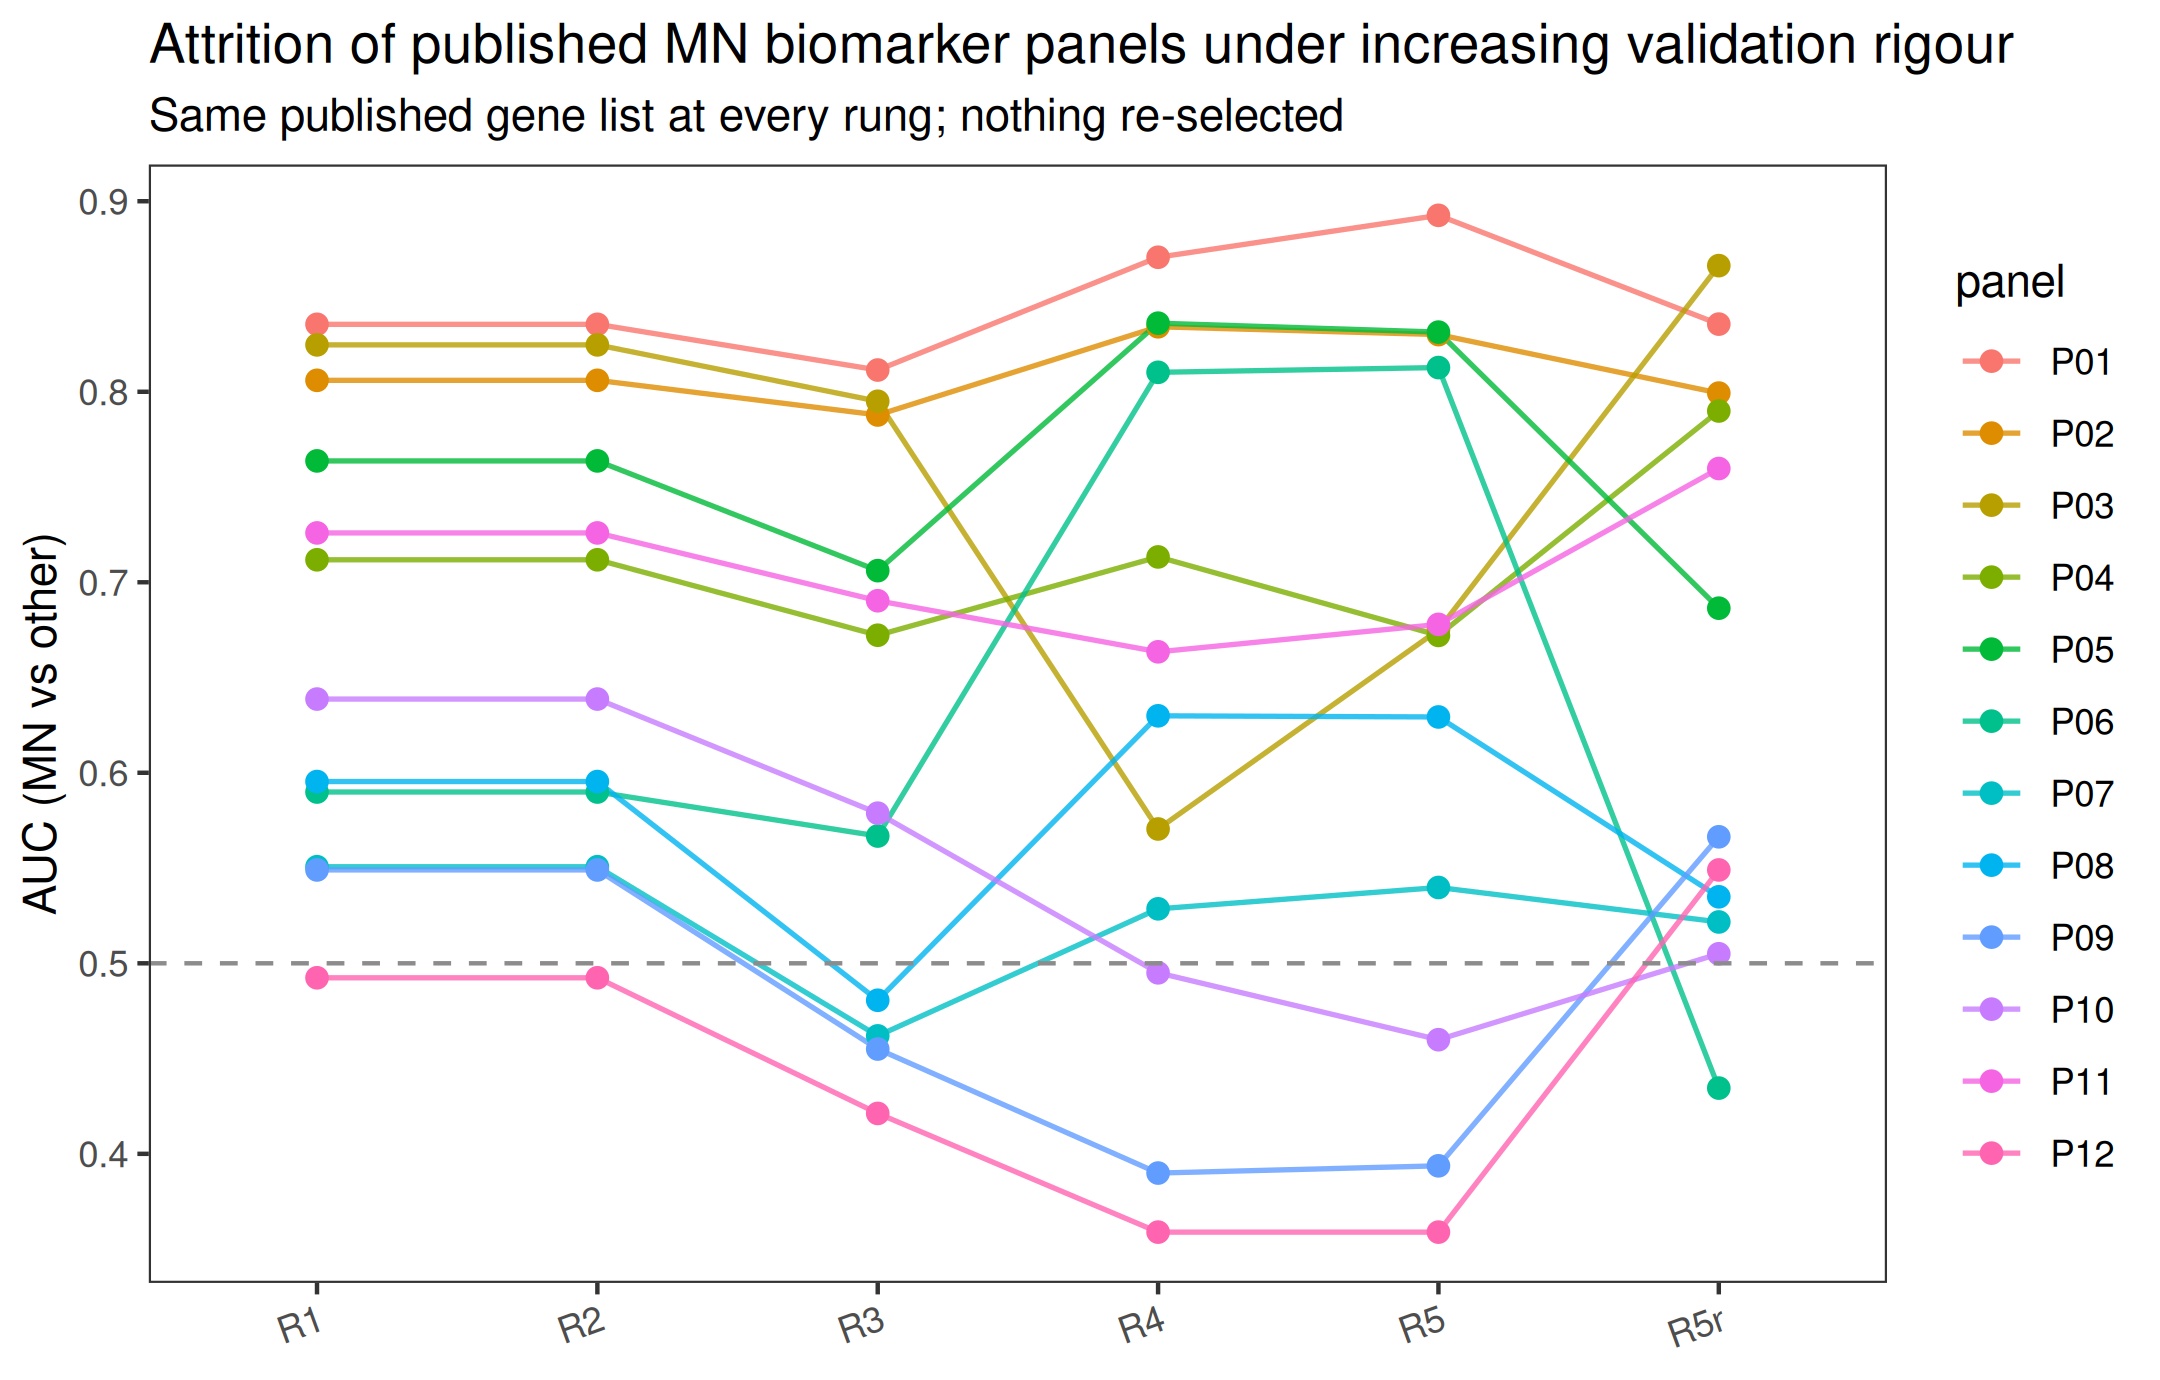 Attrition of published MN biomarker panels under increasing validation rigour
Same published gene list at every rung; nothing re-selected
AUC (MN vs other)
0.9
0.8
0.7
0.6
0.5
0.4
R1
R2
R3
R4
R5
R5r
panel
P01
P02
P03
P04
P05
P06
P07
P08
P09
P10
P11
P12